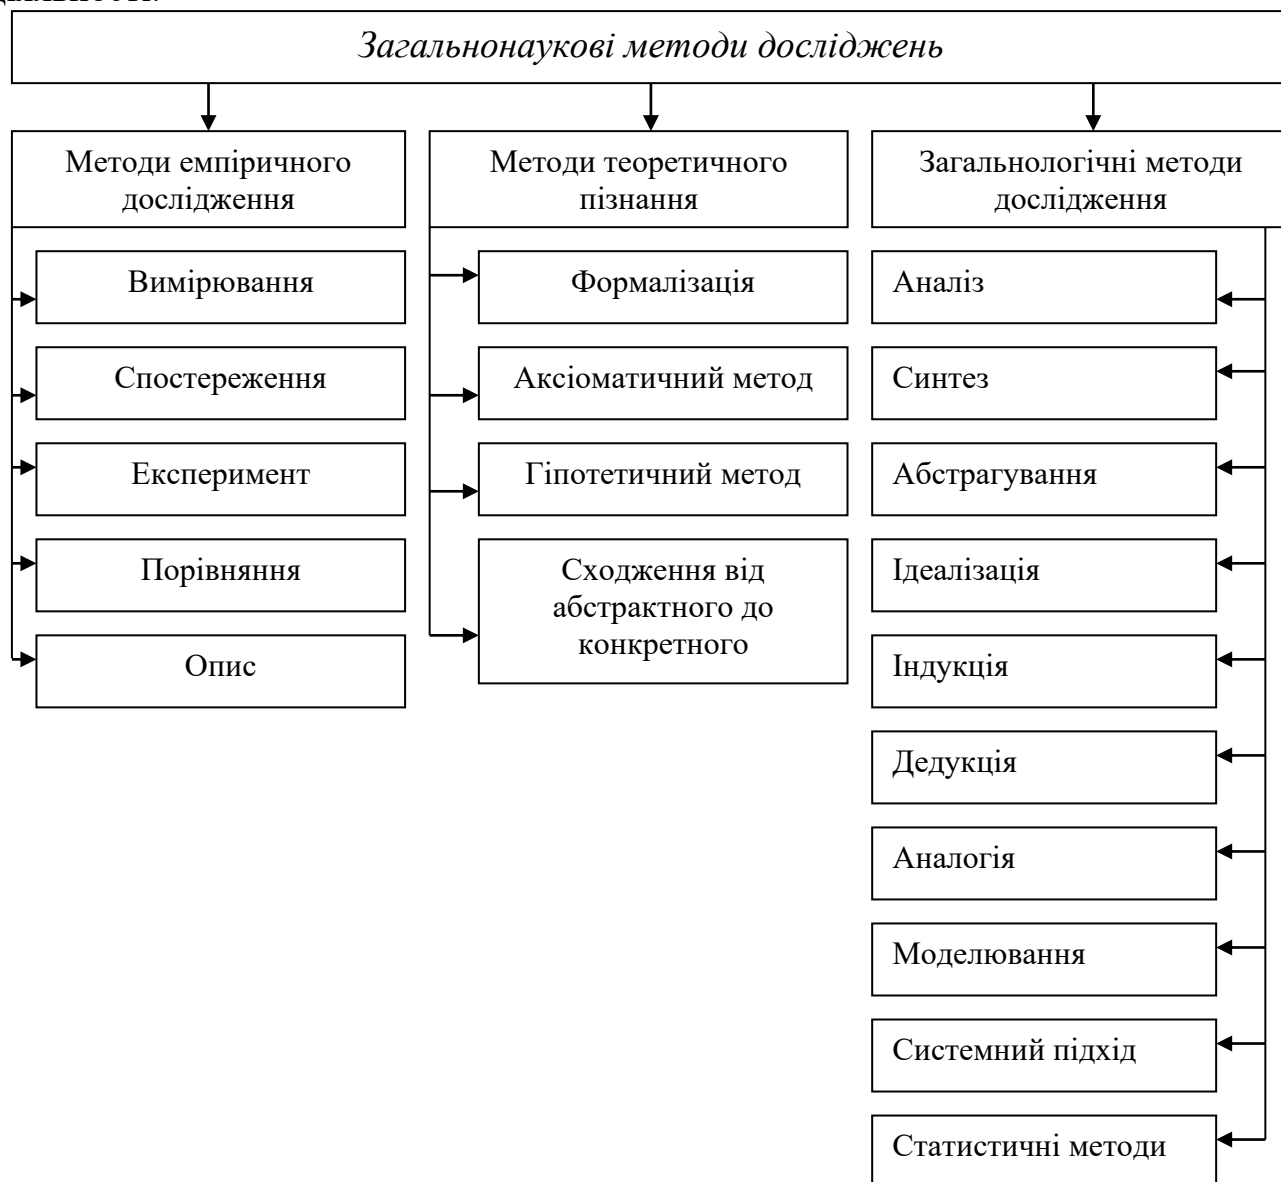 Загальнонаукові методи досліджень
Методи емпіричного
дослідження
Вимірювання
Спостереження
Експеримент
Порівняння
Опис
Методи теоретичного
пізнання
Формалізація
Аксіоматичний метод
Гіпотетичний метод
Сходження від
абстрактного до
конкретного
Загальнологічні методи
дослідження
Аналіз
Синтез
Абстрагування
Ідеалізація
Індукція
Дедукція
Аналогія
Моделювання
Системний підхід
Статистичні методи